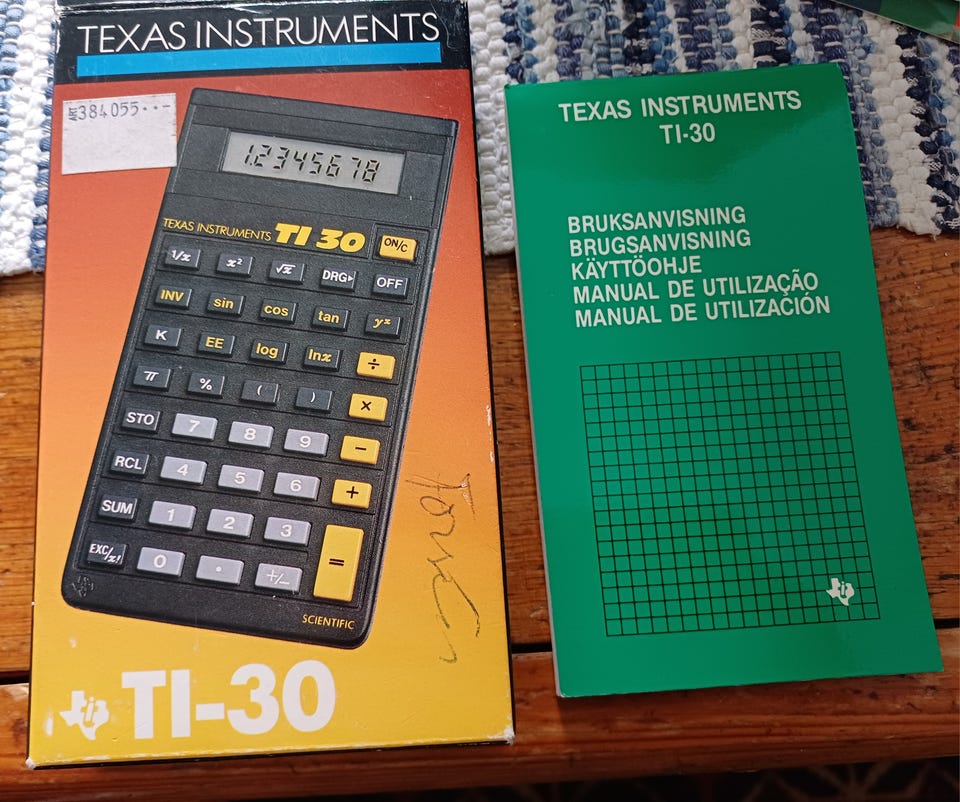 TEXAS INSTRUMENTS
ART 384055··-
1.2345678
TEXAS INSTRUMENTS TI 30
ON/C
1/x x² √x DRG▸ OFF
INV sin cos tan yˣ
K EE log lnx ÷
π % ( ) ×
STO 7 8 9 −
RCL 4 5 6 +
SUM 1 2 3 =
EXC/x! 0 . +/−
SCIENTIFIC
TI-30
TEXAS INSTRUMENTS
TI-30
BRUKSANVISNING
BRUGSANVISNING
KÄYTTÖOHJE
MANUAL DE UTILIZAÇÃO
MANUAL DE UTILIZACIÓN